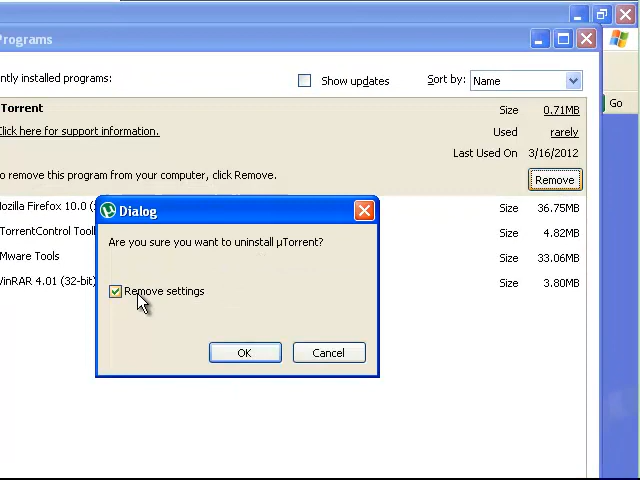 Programs
ntly installed programs:
Show updates
Sort by: Name
Go
Torrent
Size 0.71MB
Click here for support information.
Used rarely
Last Used On 3/16/2012
o remove this program from your computer, click Remove.
Remove
ozilla Firefox 10.0 (
Size 36.75MB
TorrentControl Tool
Size 4.82MB
Mware Tools
Size 33.06MB
inRAR 4.01 (32-bit)
Size 3.80MB
Dialog
Are you sure you want to uninstall µTorrent?
Remove settings
OK
Cancel